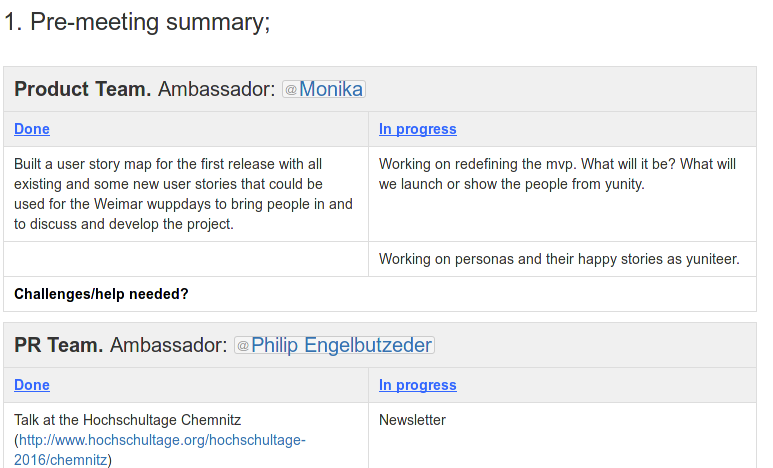 1. Pre-meeting summary;
Product Team. Ambassador: @Monika
Done
In progress
Built a user story map for the first release with all
existing and some new user stories that could be
used for the Weimar wuppdays to bring people in and
to discuss and develop the project.
Working on redefining the mvp. What will it be? What will
we launch or show the people from yunity.
Working on personas and their happy stories as yuniteer.
Challenges/help needed?
PR Team. Ambassador: @Philip Engelbutzeder
Done
In progress
Talk at the Hochschultage Chemnitz
(http://www.hochschultage.org/hochschultage-
2016/chemnitz)
Newsletter